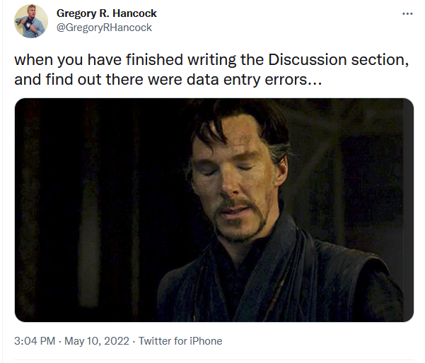 Gregory R. Hancock
@GregoryRHancock
when you have finished writing the Discussion section,
and find out there were data entry errors...
3:04 PM · May 10, 2022 · Twitter for iPhone